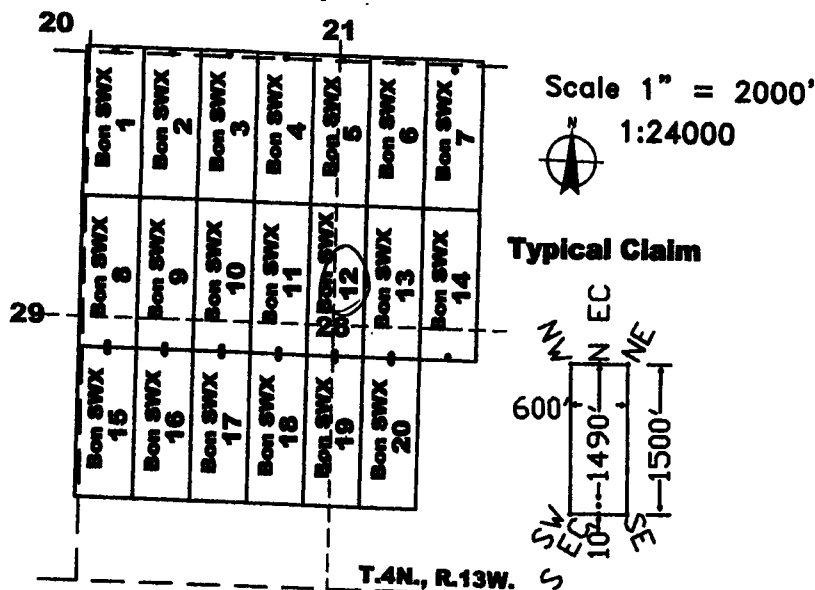 20
21
Scale 1" = 2000'
1:24000
N
Bon SWX 1
Bon SWX 2
Bon SWX 3
Bon SWX 4
Bon SWX 5
Bon SWX 6
Bon SWX 7
Bon SWX 8
Bon SWX 9
Bon SWX 10
Bon SWX 11
Bon SWX 12
Bon SWX 13
Bon SWX 14
29
28
Bon SWX 15
Bon SWX 16
Bon SWX 17
Bon SWX 18
Bon SWX 19
Bon SWX 20
Typical Claim
NW
N EC
NE
600'
1490'
1500'
10'
SW
S EC
SE
T.4N., R.13W.